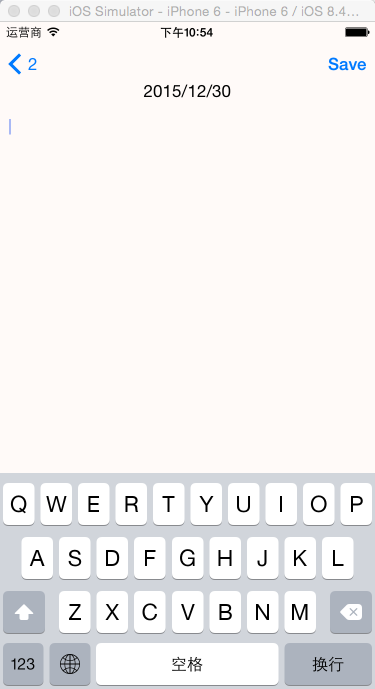 iOS Simulator - iPhone 6 - iPhone 6 / iOS 8.4...
运营商 下午10:54
2 Save
2015/12/30
Q W E R T Y U I O P
A S D F G H J K L
Z X C V B N M
123 空格 换行